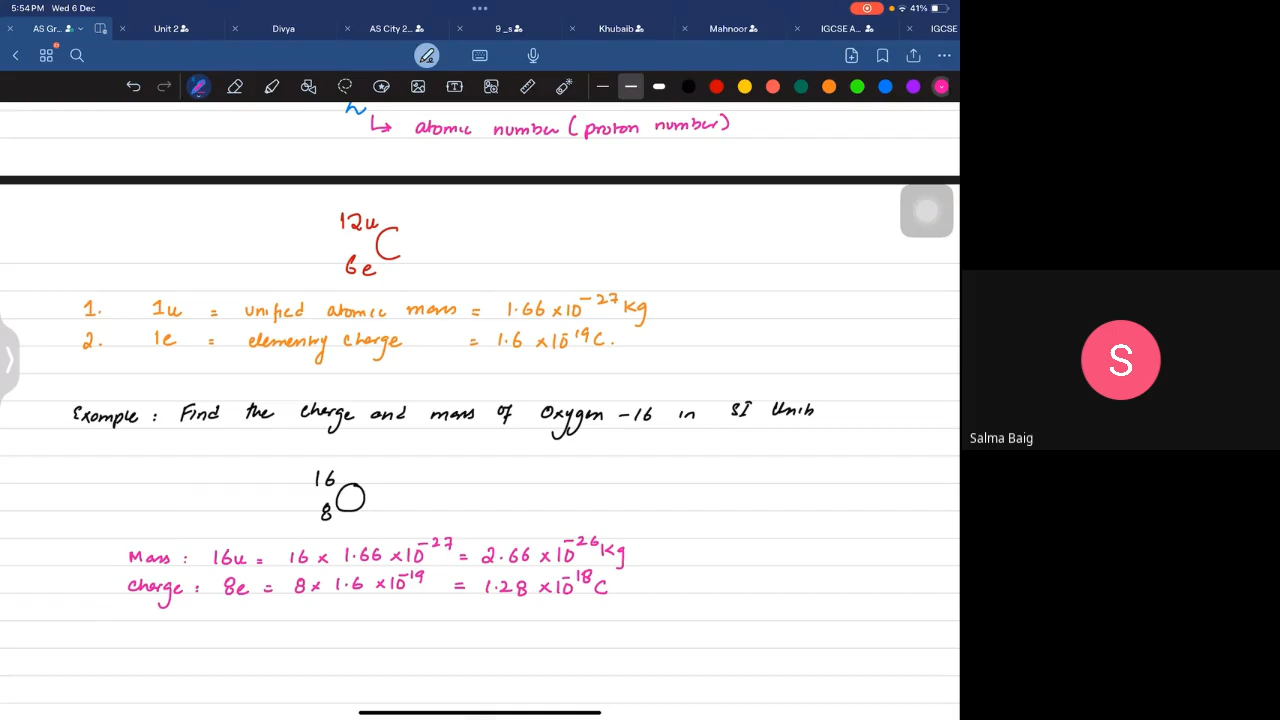 5:54 PM Wed 6 Dec
41%
AS Gr... Unit 2 Divya AS City 2... 9_s Khubaib Mahnoor IGCSE A... IGCSE
↳ atomic number (proton number)
12u
C
6e
1. 1u = unified atomic mass = 1.66 × 10⁻²⁷ Kg
2. 1e = elementry charge = 1.6 × 10⁻¹⁹ C.
Example : Find the charge and mass of Oxygen -16 in SI Units
16
O
8
Mass : 16u = 16 × 1.66 × 10⁻²⁷ = 2.66 × 10⁻²⁶ Kg
Charge : 8e = 8 × 1.6 × 10⁻¹⁹ = 1.28 × 10⁻¹⁸ C
S
Salma Baig